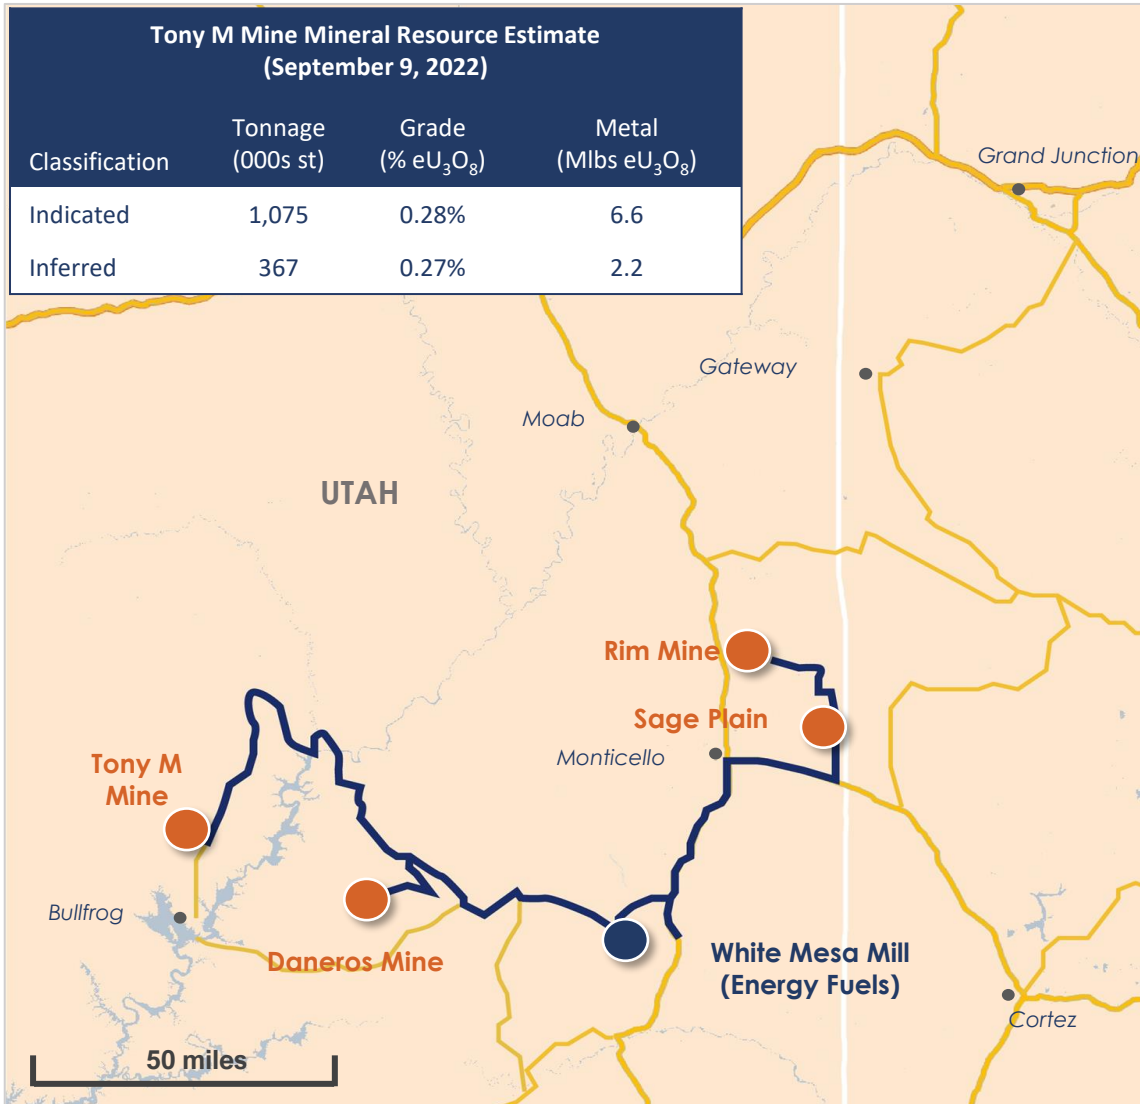 Tony M Mine Mineral Resource Estimate
(September 9, 2022)
Classification Tonnage (000s st) Grade (% eU₃O₈) Metal (Mlbs eU₃O₈)
Indicated 1,075 0.28% 6.6
Inferred 367 0.27% 2.2
Grand Junction
Gateway
Moab
UTAH
Rim Mine
Sage Plain
Monticello
Tony M
Mine
Bullfrog
Daneros Mine
White Mesa Mill
(Energy Fuels)
Cortez
50 miles